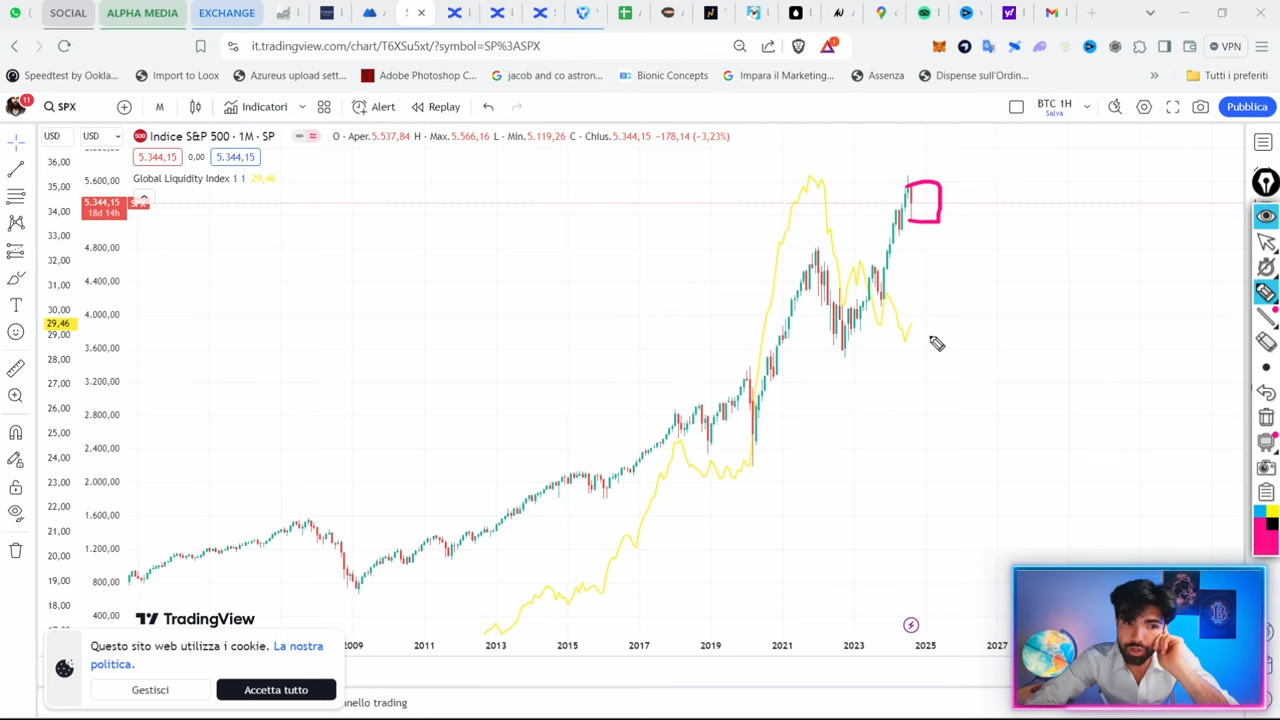 SOCIAL ALPHA MEDIA EXCHANGE
it.tradingview.com/chart/T6XSu5xt/?symbol=SP%3ASPX VPN
Speedtest by Ookla... Import to Loox Azureus upload sett... Adobe Photoshop C... jacob and co astron... Bionic Concepts Impara il Marketing... Assenza Dispense sull'Ordin... Tutti i preferiti
11 SPX M Indicatori Alert Replay BTC 1H Salva Pubblica
USD USD Indice S&P 500 · 1M · SP O - Aper. 5.537,84 H - Max. 5.566,16 L - Min. 5.119,26 C - Chius. 5.344,15 −178,14 (−3,23%)
5.344,15 0,00 5.344,15
36,00
Global Liquidity Index 1 1 29,46
35,00 5.600,00
5.344,15 SPX
18d 14h
34,00
33,00
4.800,00
32,00
4.400,00
31,00
30,00 4.000,00
29,46
29,00
3.600,00
28,00
27,00 3.200,00
26,00
2.800,00
25,00
2.400,00
24,00
23,00 2.000,00
22,00
1.600,00
21,00
1.200,00
20,00
19,00 800,00
18,00
400,00
TradingView
2009 2011 2013 2015 2017 2019 2021 2023 2025 2027
Questo sito web utilizza i cookie. La nostra
politica.
Gestisci Accetta tutto
anello trading